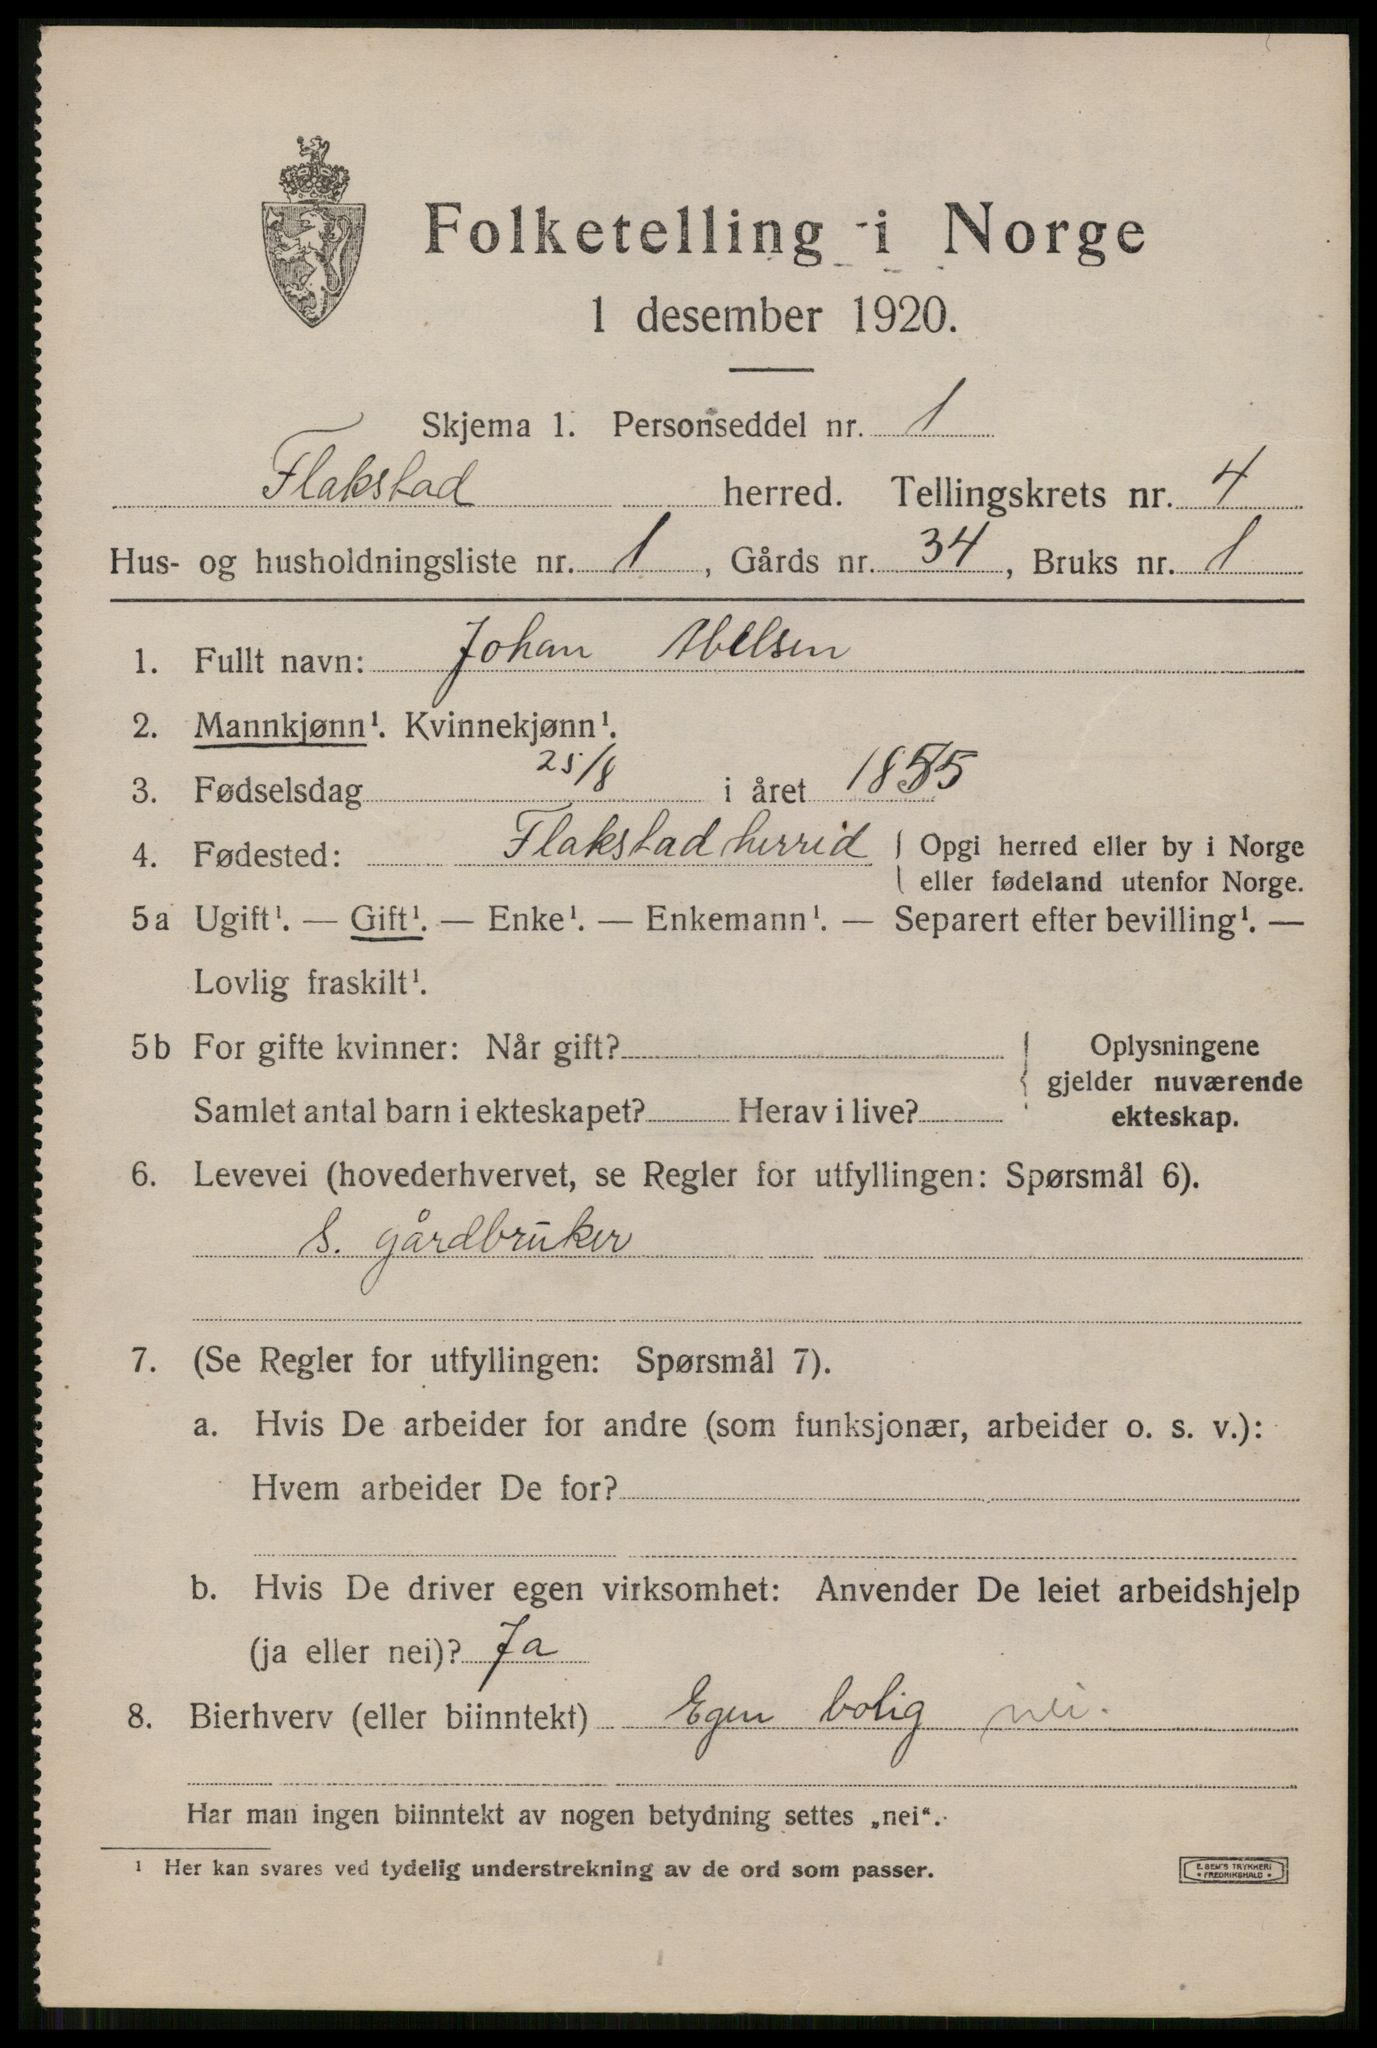 Folketelling i Norge
1 desember 1920.
Skjema 1. Personseddel nr. 1
Flakstad herred. Tellingskrets nr. 4
Hus- og husholdningsliste nr. 1, Gårds nr. 34, Bruks nr. 1
1. Fullt navn: Johan Abelsen
2. Mannkjønn¹. Kvinnekjønn¹.
3. Fødselsdag 25/8 i året 1855
4. Fødested: Flakstad herred { Opgi herred eller by i Norge
eller fødeland utenfor Norge.
5a Ugift¹. — Gift¹. — Enke¹. — Enkemann¹. — Separert efter bevilling¹. —
Lovlig fraskilt¹.
5b For gifte kvinner: Når gift? { Oplysningene
gjelder nuværende
Samlet antal barn i ekteskapet? Herav i live? ekteskap.
6. Levevei (hovederhvervet, se Regler for utfyllingen: Spørsmål 6).
S. gårdbruker
7. (Se Regler for utfyllingen: Spørsmål 7).
a. Hvis De arbeider for andre (som funksjonær, arbeider o. s. v.):
Hvem arbeider De for?
b. Hvis De driver egen virksomhet: Anvender De leiet arbeidshjelp
(ja eller nei)? Ja
8. Bierhverv (eller biinntekt) Egen bolig nei.
Har man ingen biinntekt av nogen betydning settes „nei“.
¹ Her kan svares ved tydelig understrekning av de ord som passer.
E. SEM'S TRYKKERI
* FREDRIKSHALD *